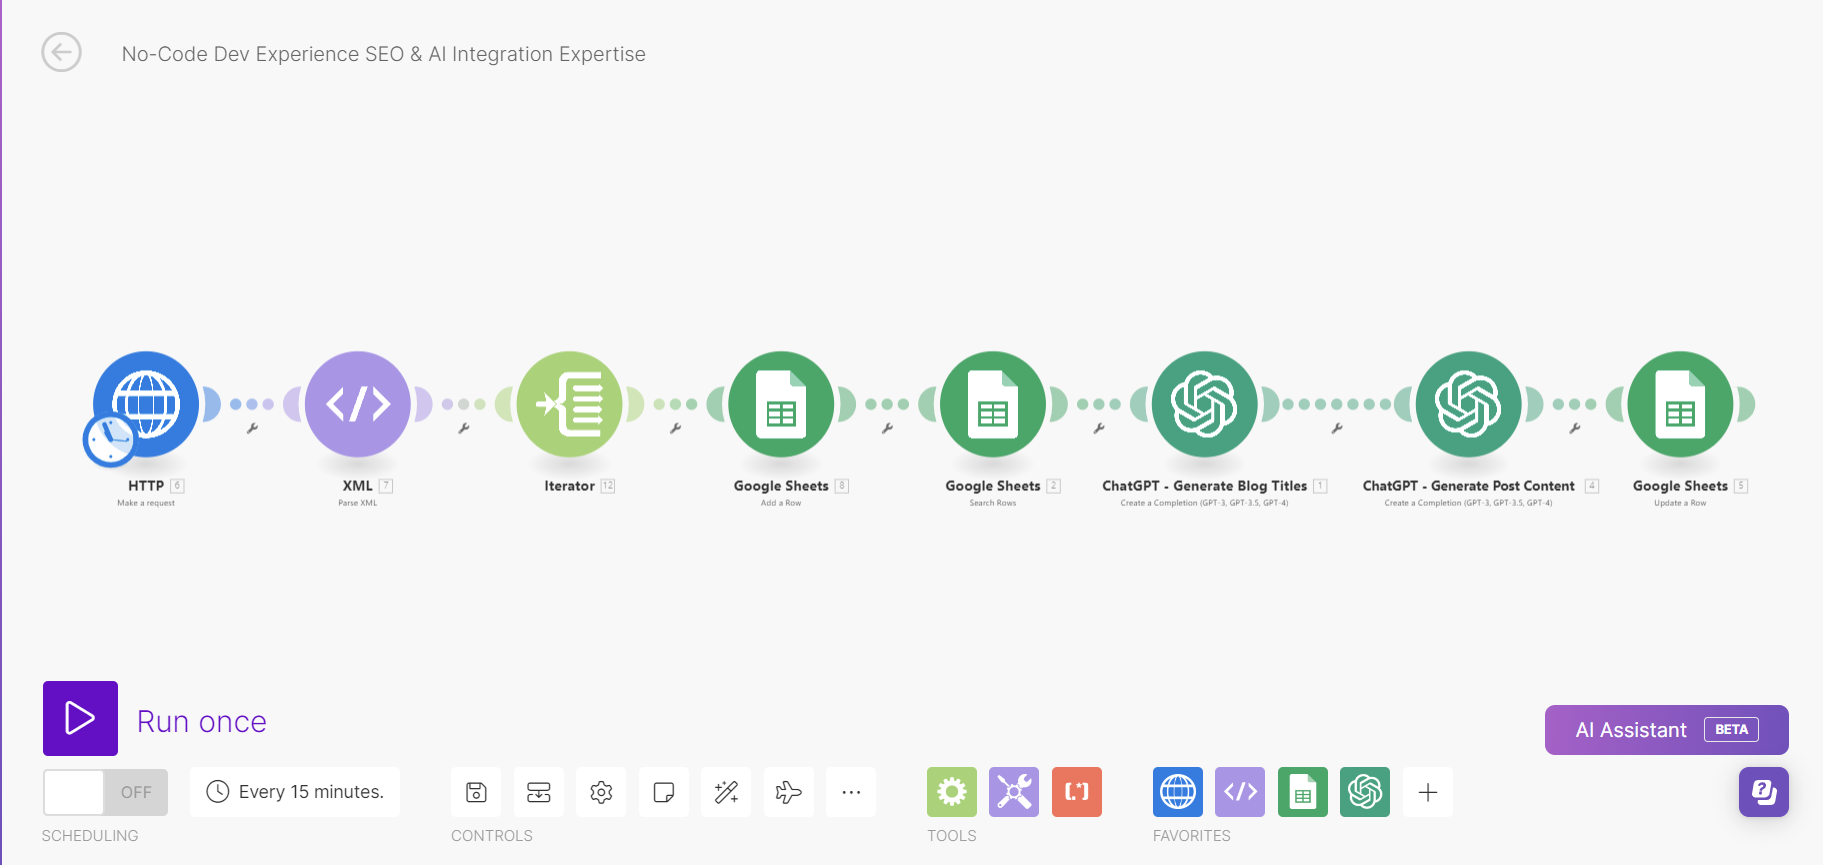 No-Code Dev Experience SEO & AI Integration Expertise
HTTP 6
Make a request
XML 7
Parse XML
Iterator 12
Google Sheets 8
Add a Row
Google Sheets 2
Search Rows
ChatGPT - Generate Blog Titles 1
Create a Completion (GPT-3, GPT-3.5, GPT-4)
ChatGPT - Generate Post Content 4
Create a Completion (GPT-3, GPT-3.5, GPT-4)
Google Sheets 5
Update a Row
Run once
AI Assistant BETA
OFF
Every 15 minutes.
SCHEDULING
CONTROLS
TOOLS
FAVORITES